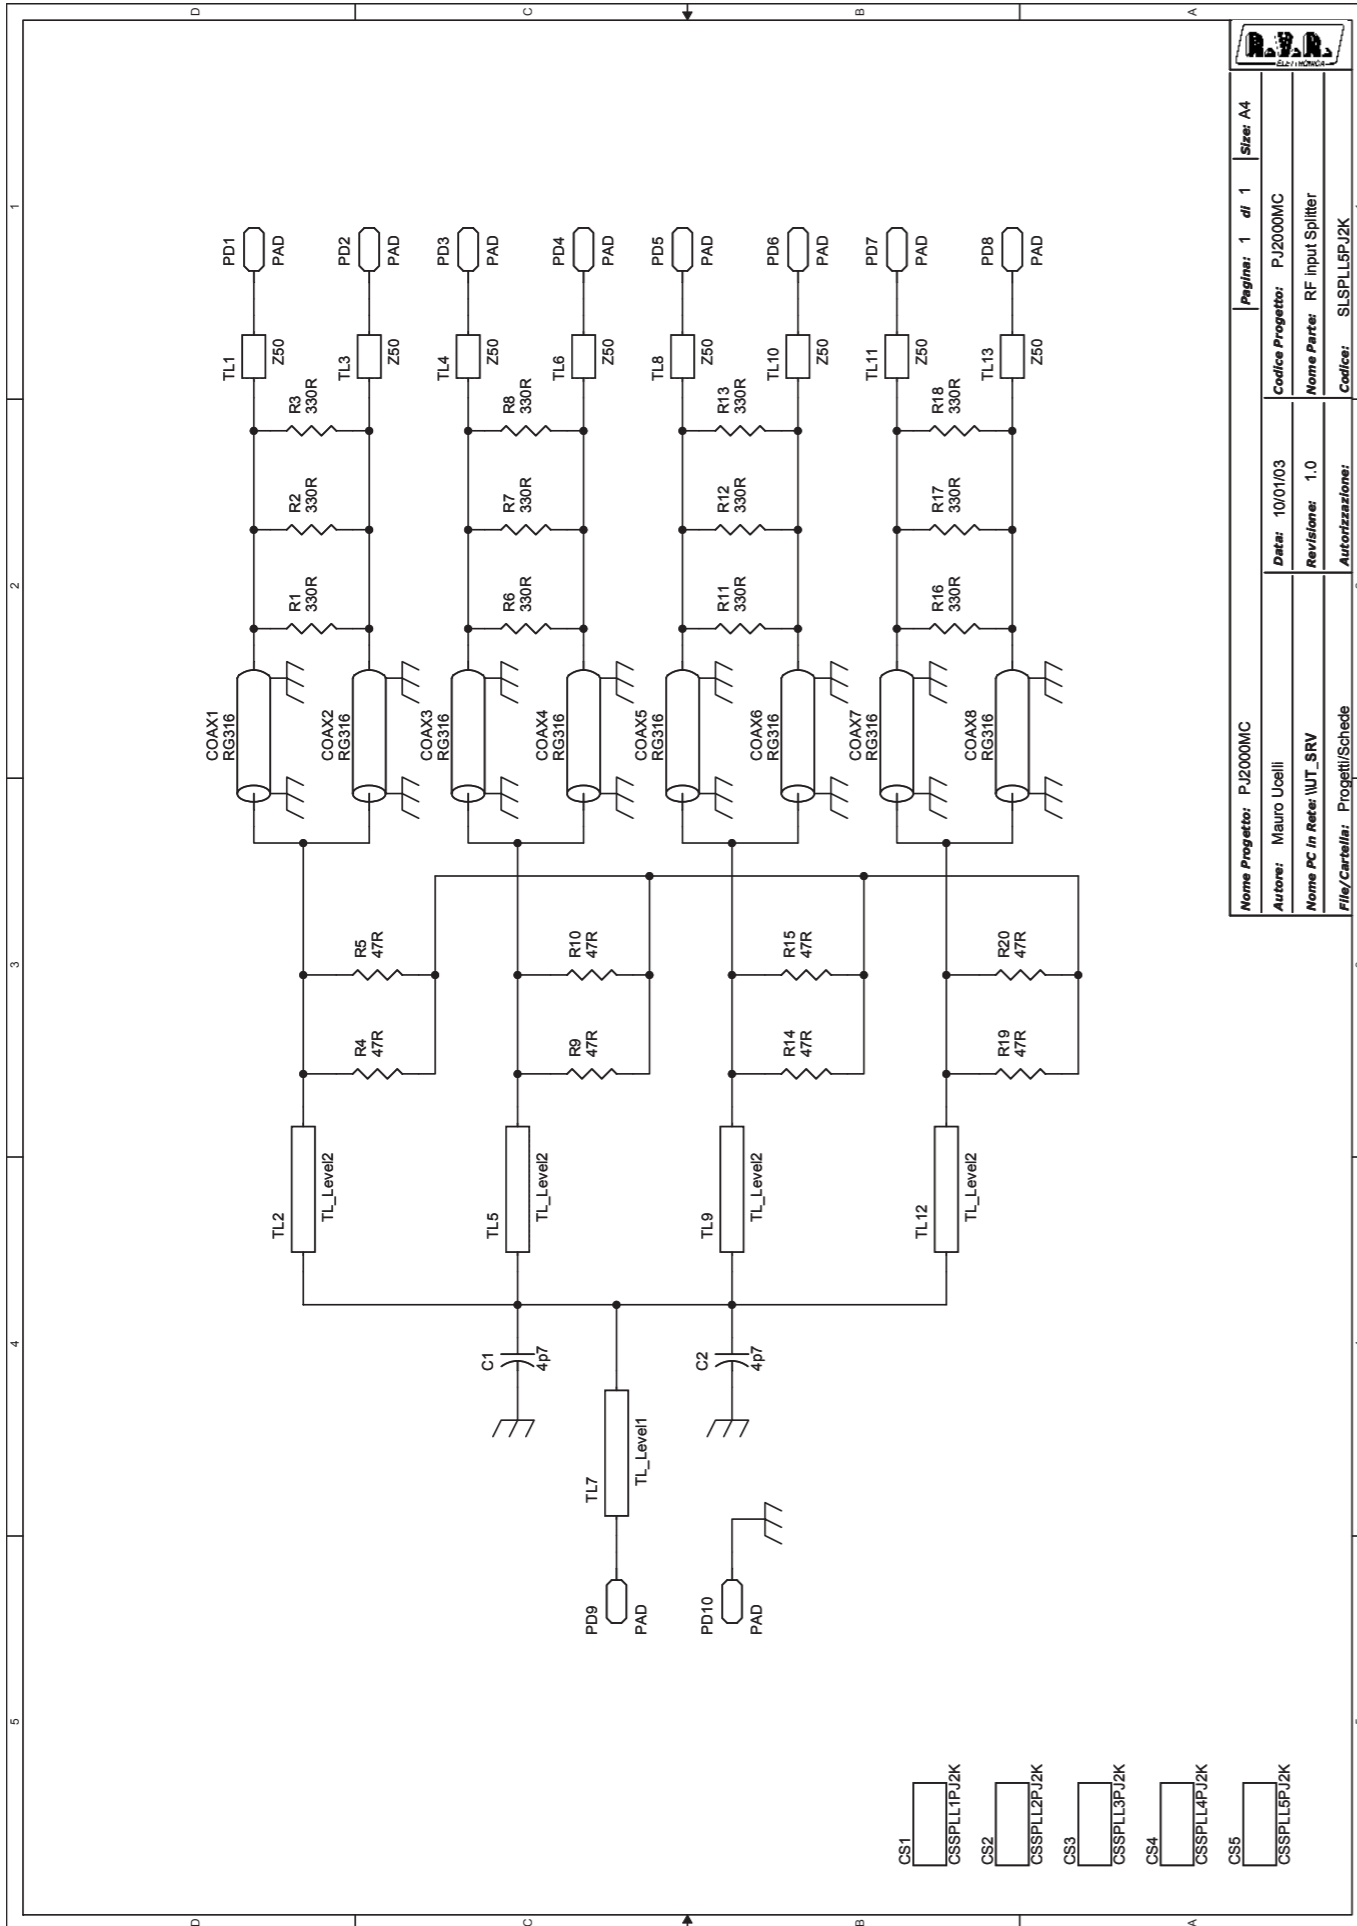 D
C
B
A
1
2
3
4
5
R.V.R.
ELETTRONICA
Nome Progetto: PJ2000MC
Pagina: 1 di 1
Size: A4
Autore: Mauro Ucelli
Data: 10/01/03
Codice Progetto: PJ2000MC
Nome PC in Rete: \\UT_SRV
Revisione: 1.0
Nome Parte: RF input Splitter
File/Cartella: Progetti/Schede
Autorizzazione:
Codice: SLSPLL5PJ2K
PD1
PAD
PD2
PAD
PD3
PAD
PD4
PAD
PD5
PAD
PD6
PAD
PD7
PAD
PD8
PAD
TL1
Z50
TL3
Z50
TL4
Z50
TL6
Z50
TL8
Z50
TL10
Z50
TL11
Z50
TL13
Z50
R3
330R
R8
330R
R13
330R
R18
330R
R2
330R
R7
330R
R12
330R
R17
330R
R1
330R
R6
330R
R11
330R
R16
330R
COAX1
RG316
COAX2
RG316
COAX3
RG316
COAX4
RG316
COAX5
RG316
COAX6
RG316
COAX7
RG316
COAX8
RG316
R5
47R
R10
47R
R15
47R
R20
47R
R4
47R
R9
47R
R14
47R
R19
47R
TL2
TL_Level2
TL5
TL_Level2
TL9
TL_Level2
TL12
TL_Level2
C1
4p7
C2
4p7
TL7
TL_Level1
PD9
PAD
PD10
PAD
CS1
CSSPLL1PJ2K
CS2
CSSPLL2PJ2K
CS3
CSSPLL3PJ2K
CS4
CSSPLL4PJ2K
CS5
CSSPLL5PJ2K
D
C
B
A